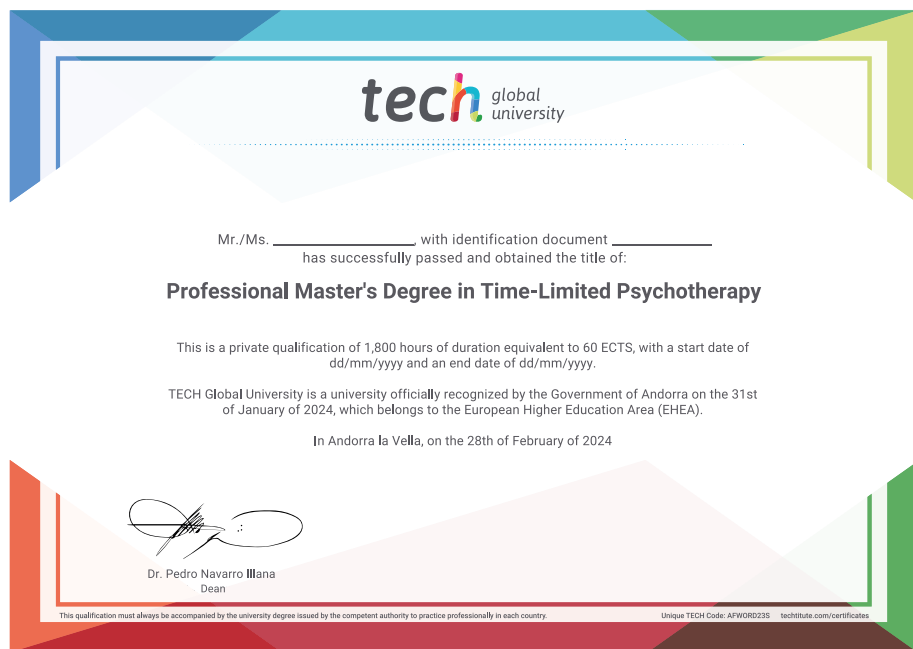 tech global university
Mr./Ms. ____________, with identification document ____________
has successfully passed and obtained the title of:
Professional Master's Degree in Time-Limited Psychotherapy
This is a private qualification of 1,800 hours of duration equivalent to 60 ECTS, with a start date of
dd/mm/yyyy and an end date of dd/mm/yyyy.
TECH Global University is a university officially recognized by the Government of Andorra on the 31st
of January of 2024, which belongs to the European Higher Education Area (EHEA).
In Andorra la Vella, on the 28th of February of 2024
Dr. Pedro Navarro Illana
Dean
This qualification must always be accompanied by the university degree issued by the competent authority to practice professionally in each country.
Unique TECH Code: AFWORD23S techtitute.com/certificates